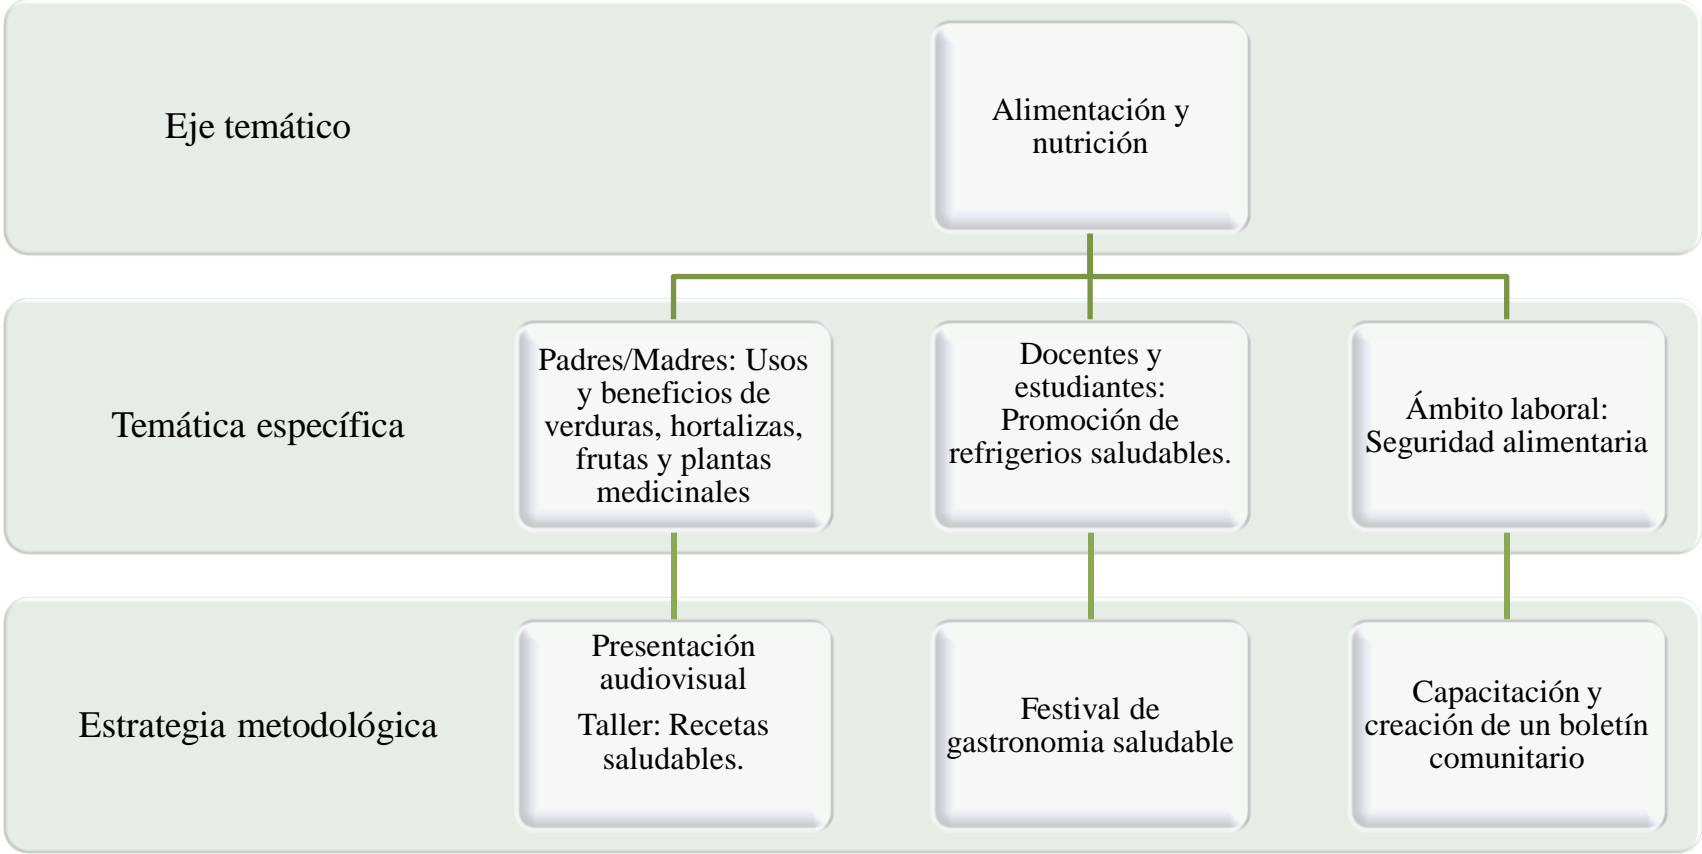 Eje temático
Alimentación y
nutrición
Temática específica
Padres/Madres: Usos
y beneficios de
verduras, hortalizas,
frutas y plantas
medicinales
Docentes y
estudiantes:
Promoción de
refrigerios saludables.
Ámbito laboral:
Seguridad alimentaria
Estrategia metodológica
Presentación
audiovisual
Taller: Recetas
saludables.
Festival de
gastronomia saludable
Capacitación y
creación de un boletín
comunitario